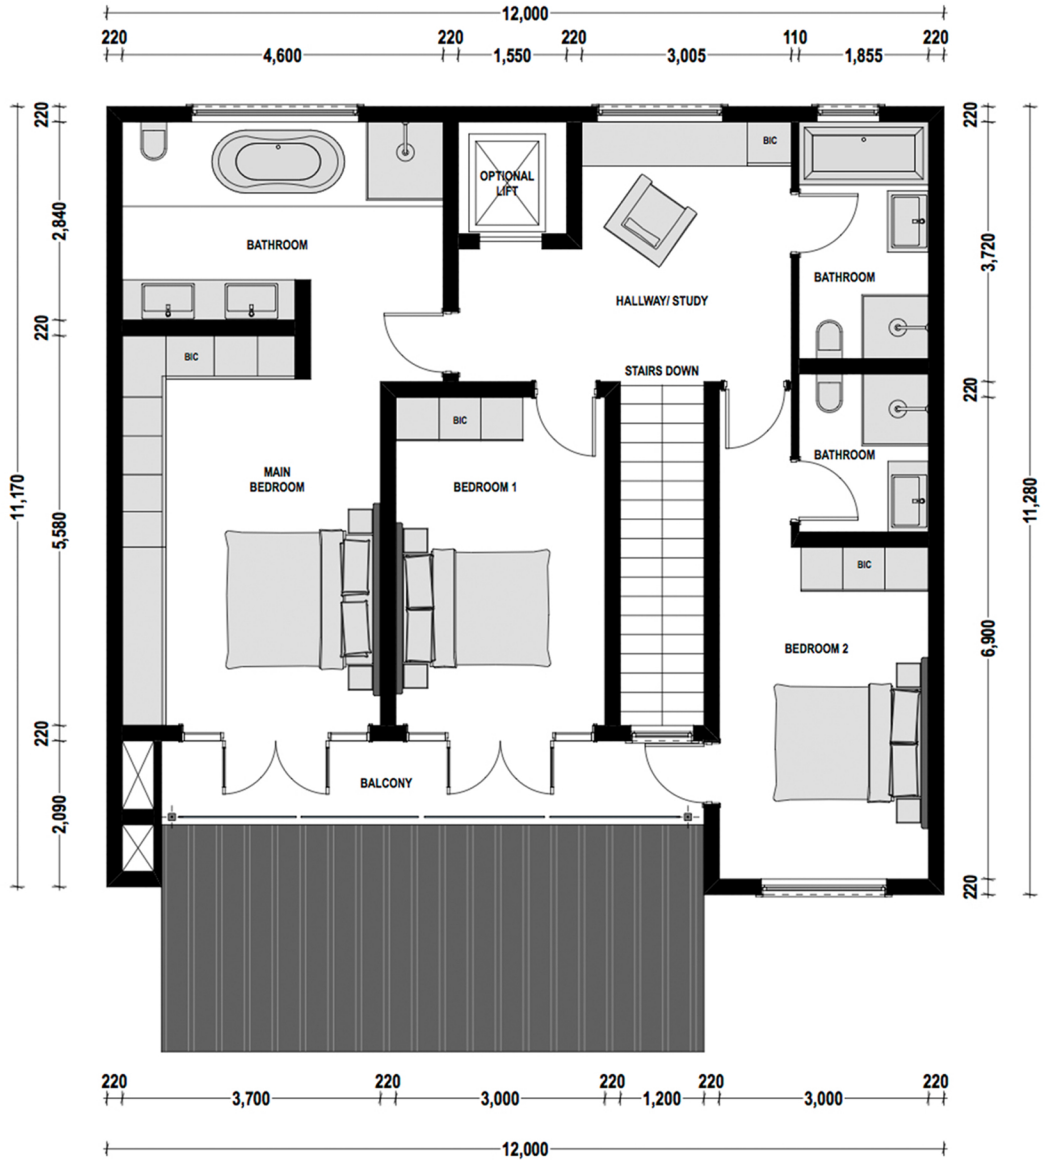 12,000
220 220 220 110 220
4,600 1,550 3,005 1,855
220
220
BIC
OPTIONAL
LIFT
2,840
3,720
BATHROOM
BATHROOM
HALLWAY/ STUDY
220
BIC
STAIRS DOWN
220
BIC
BATHROOM
MAIN
BEDROOM
BEDROOM 1
11,170
11,280
5,580
BIC
6,900
BEDROOM 2
220
BALCONY
2,090
220
220 220 220 220 220
3,700 3,000 1,200 3,000
12,000